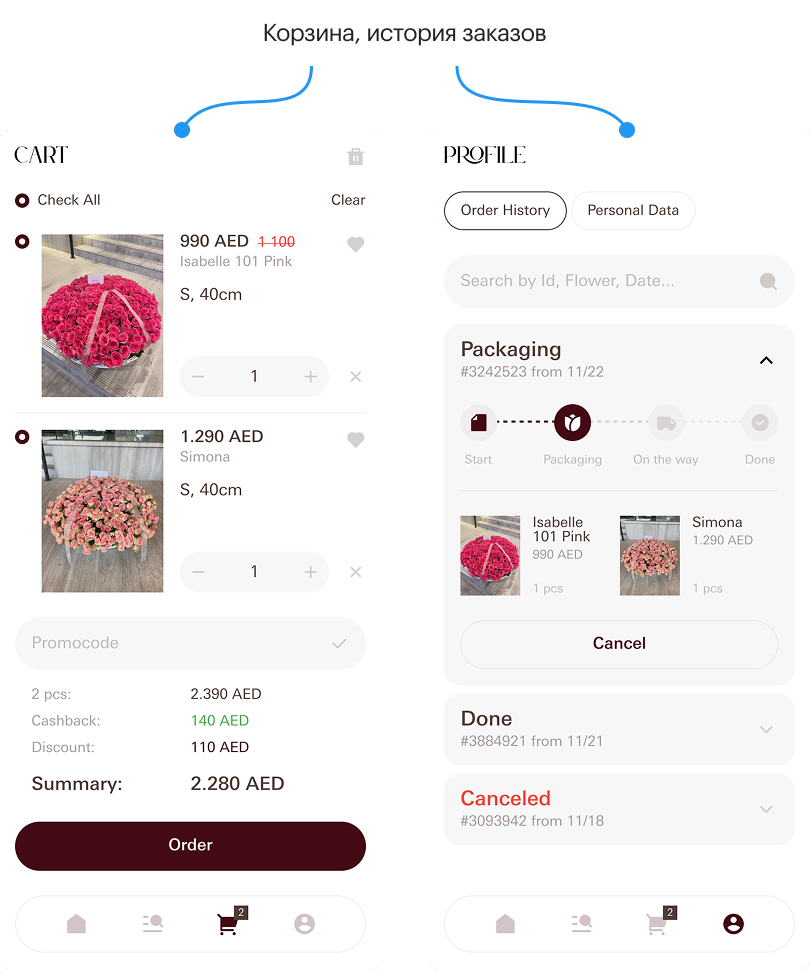 Корзина, история заказов
CART
Check All
Clear
990 AED 1 100
Isabelle 101 Pink
S, 40cm
1
1.290 AED
Simona
S, 40cm
1
Promocode
2 pcs: 2.390 AED
Cashback: 140 AED
Discount: 110 AED
Summary: 2.280 AED
Order
2
PROFILE
Order History
Personal Data
Search by Id, Flower, Date...
Packaging
#3242523 from 11/22
Start
Packaging
On the way
Done
Isabelle
101 Pink
990 AED
1 pcs
Simona
1.290 AED
1 pcs
Cancel
Done
#3884921 from 11/21
Canceled
#3093942 from 11/18
2